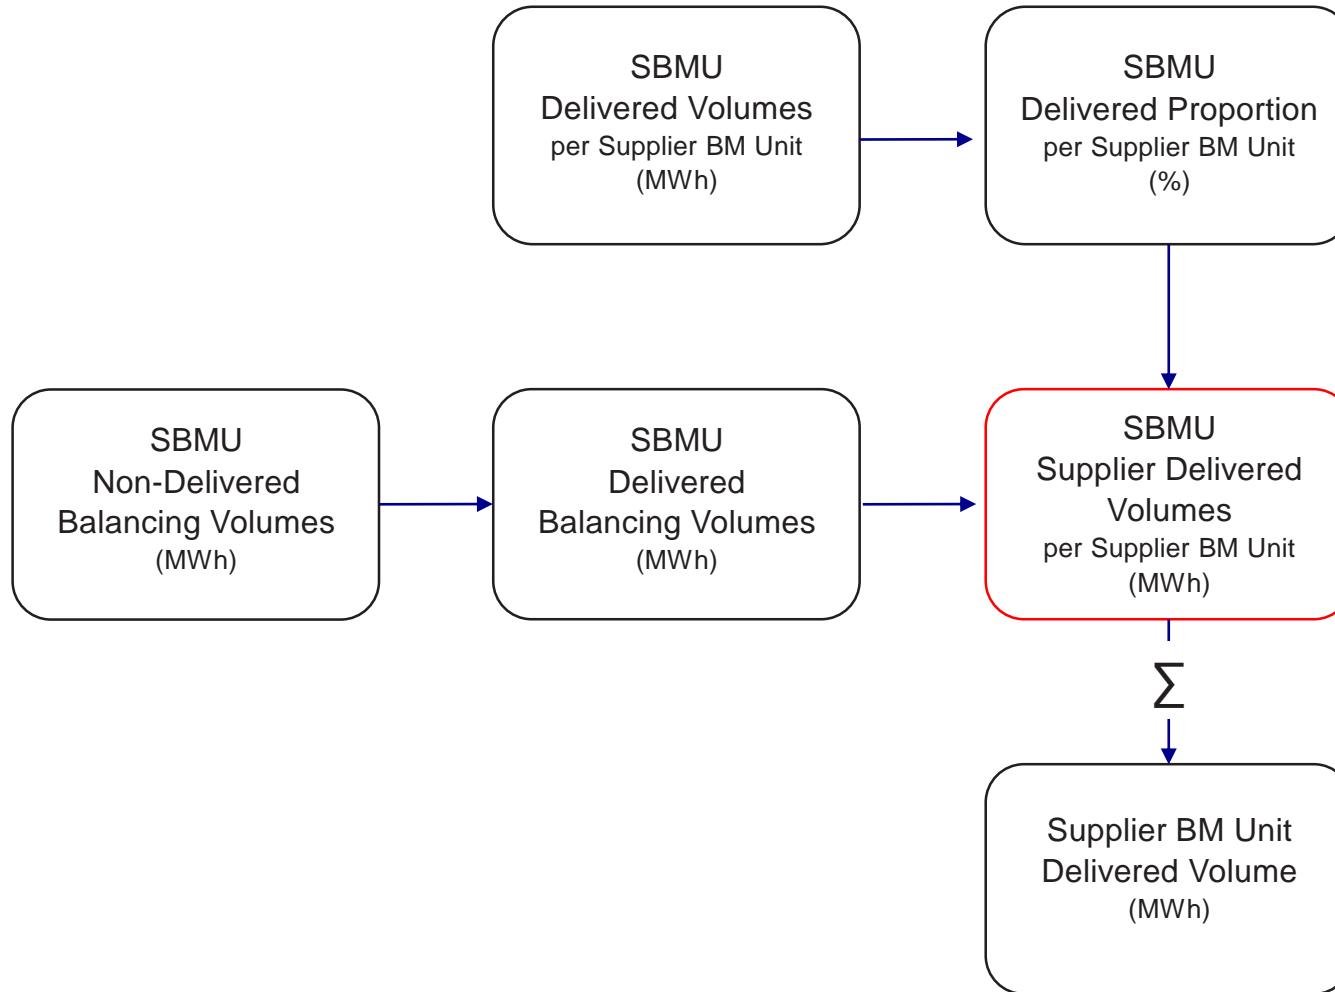 SBMU
Delivered Volumes
per Supplier BM Unit
(MWh)
SBMU
Delivered Proportion
per Supplier BM Unit
(%)
SBMU
Non-Delivered
Balancing Volumes
(MWh)
SBMU
Delivered
Balancing Volumes
(MWh)
SBMU
Supplier Delivered
Volumes
per Supplier BM Unit
(MWh)
∑
Supplier BM Unit
Delivered Volume
(MWh)